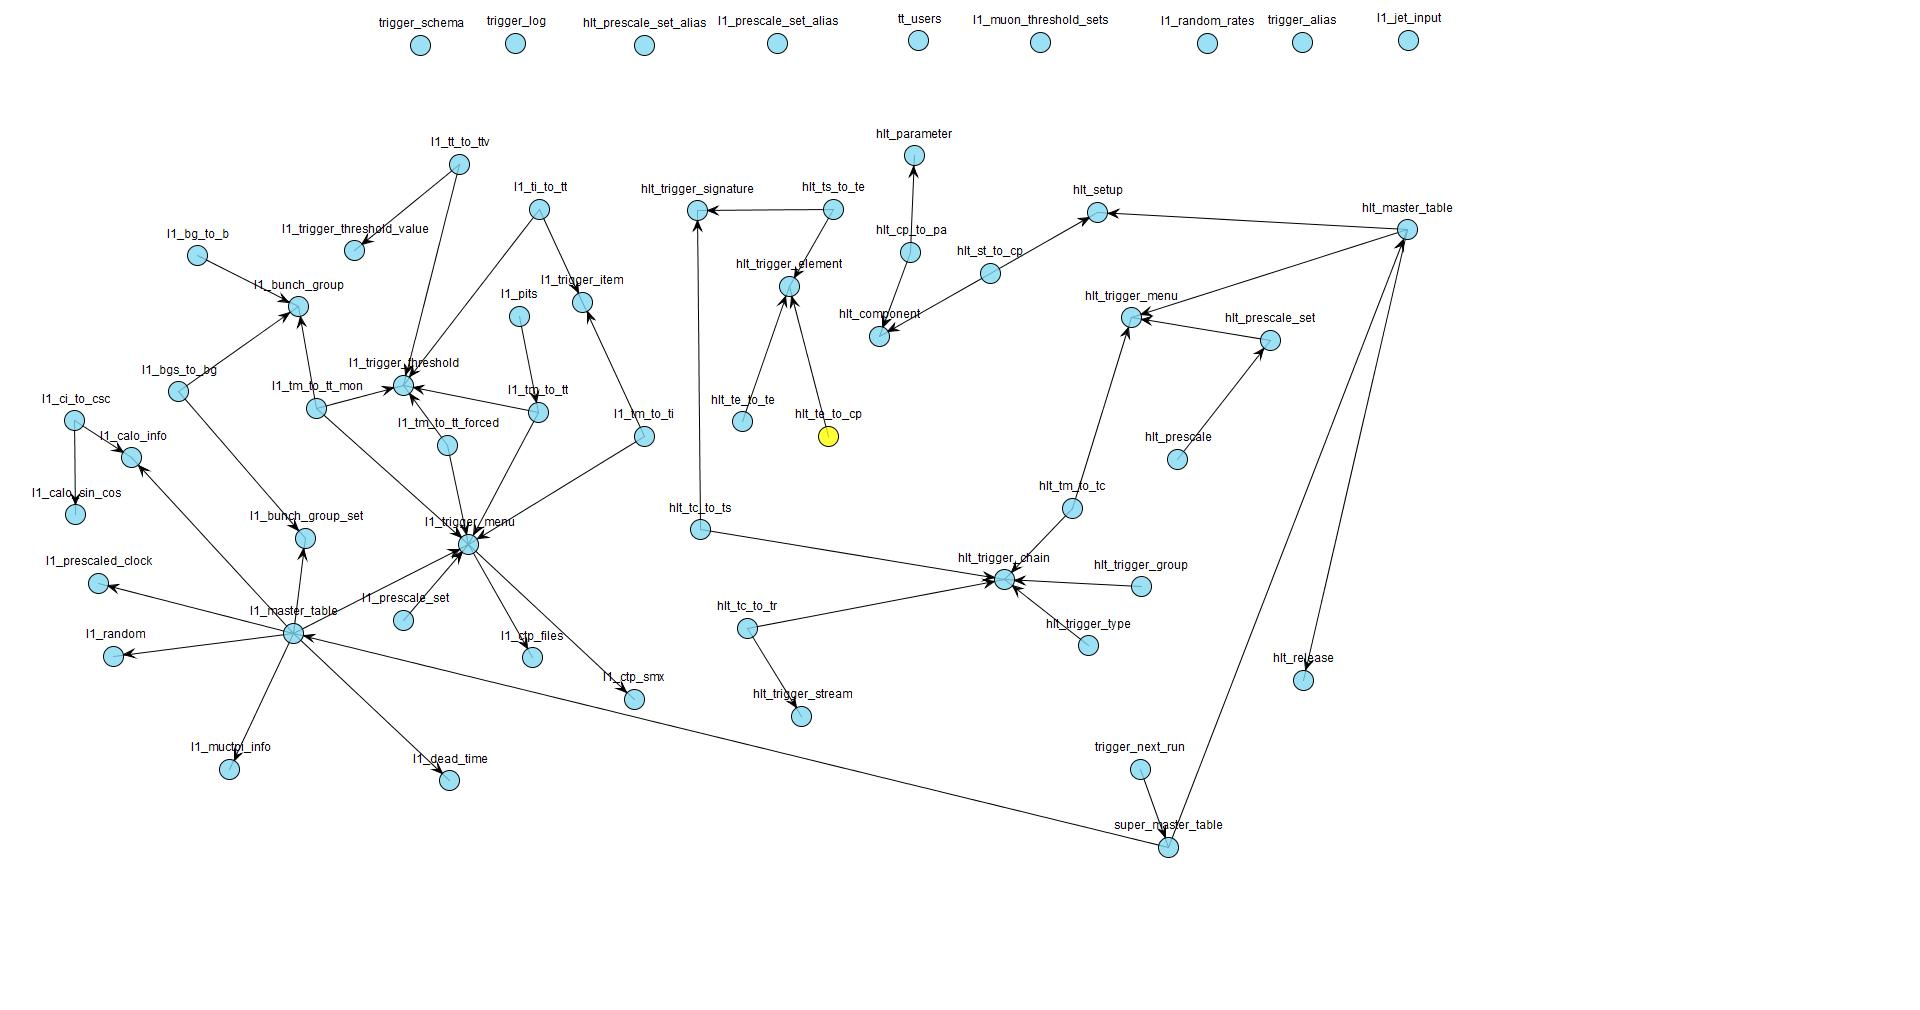 trigger_schema
trigger_log
hlt_prescale_set_alias
l1_prescale_set_alias
tt_users
l1_muon_threshold_sets
l1_random_rates
trigger_alias
l1_jet_input
l1_tt_to_ttv
hlt_parameter
l1_ti_to_tt
hlt_trigger_signature
hlt_ts_to_te
hlt_setup
hlt_master_table
l1_bg_to_b
l1_trigger_threshold_value
hlt_cp_to_pa
hlt_st_to_cp
hlt_trigger_element
l1_bunch_group
l1_trigger_item
l1_pits
hlt_trigger_menu
hlt_component
hlt_prescale_set
l1_trigger_threshold
l1_bgs_to_bg
l1_tm_to_tt_mon
l1_tm_to_tt
l1_ci_to_csc
hlt_te_to_te
l1_tm_to_ti
hlt_te_to_cp
l1_tm_to_tt_forced
l1_calo_info
hlt_prescale
l1_calo_sin_cos
hlt_tm_to_tc
l1_bunch_group_set
l1_trigger_menu
hlt_tc_to_ts
l1_prescaled_clock
hlt_trigger_chain
hlt_trigger_group
l1_master_table
l1_prescale_set
hlt_tc_to_tr
hlt_trigger_type
l1_random
l1_ctp_files
hlt_release
l1_ctp_smx
hlt_trigger_stream
l1_muctpi_info
trigger_next_run
l1_dead_time
super_master_table